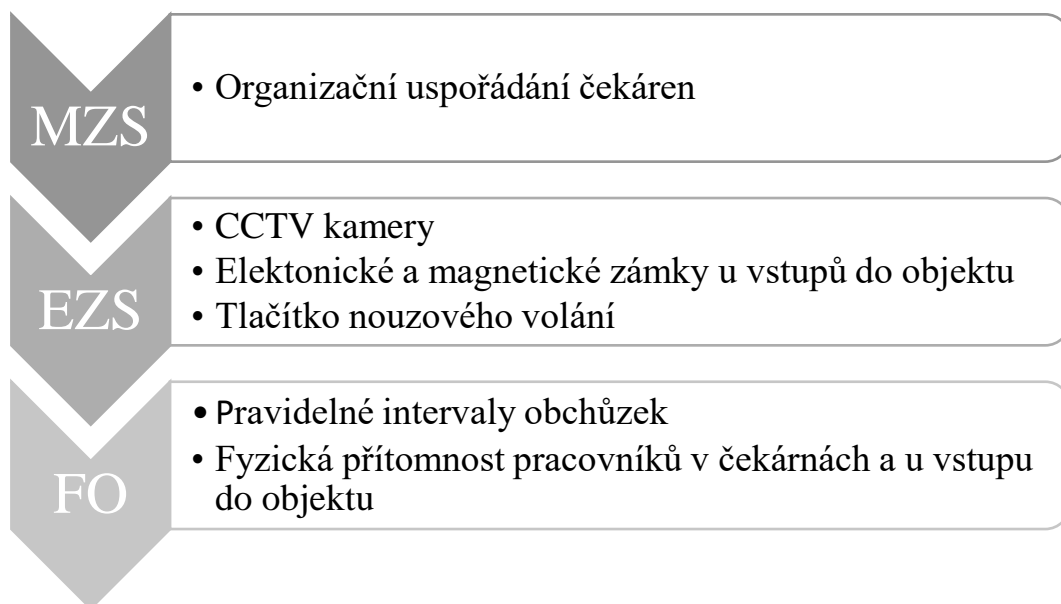 MZS
• Organizační uspořádání čekáren
EZS
• CCTV kamery
• Elektonické a magnetické zámky u vstupů do objektu
• Tlačítko nouzového volání
FO
• Pravidelné intervaly obchůzek
• Fyzická přítomnost pracovníků v čekárnách a u vstupu
do objektu